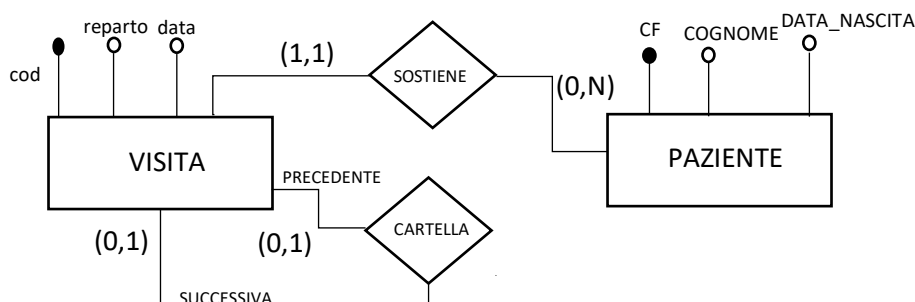 reparto data
cod
(1,1)
SOSTIENE
(0,N)
CF
COGNOME
DATA_NASCITA
VISITA
PAZIENTE
PRECEDENTE
(0,1)
(0,1)
CARTELLA
SUCCESSIVA